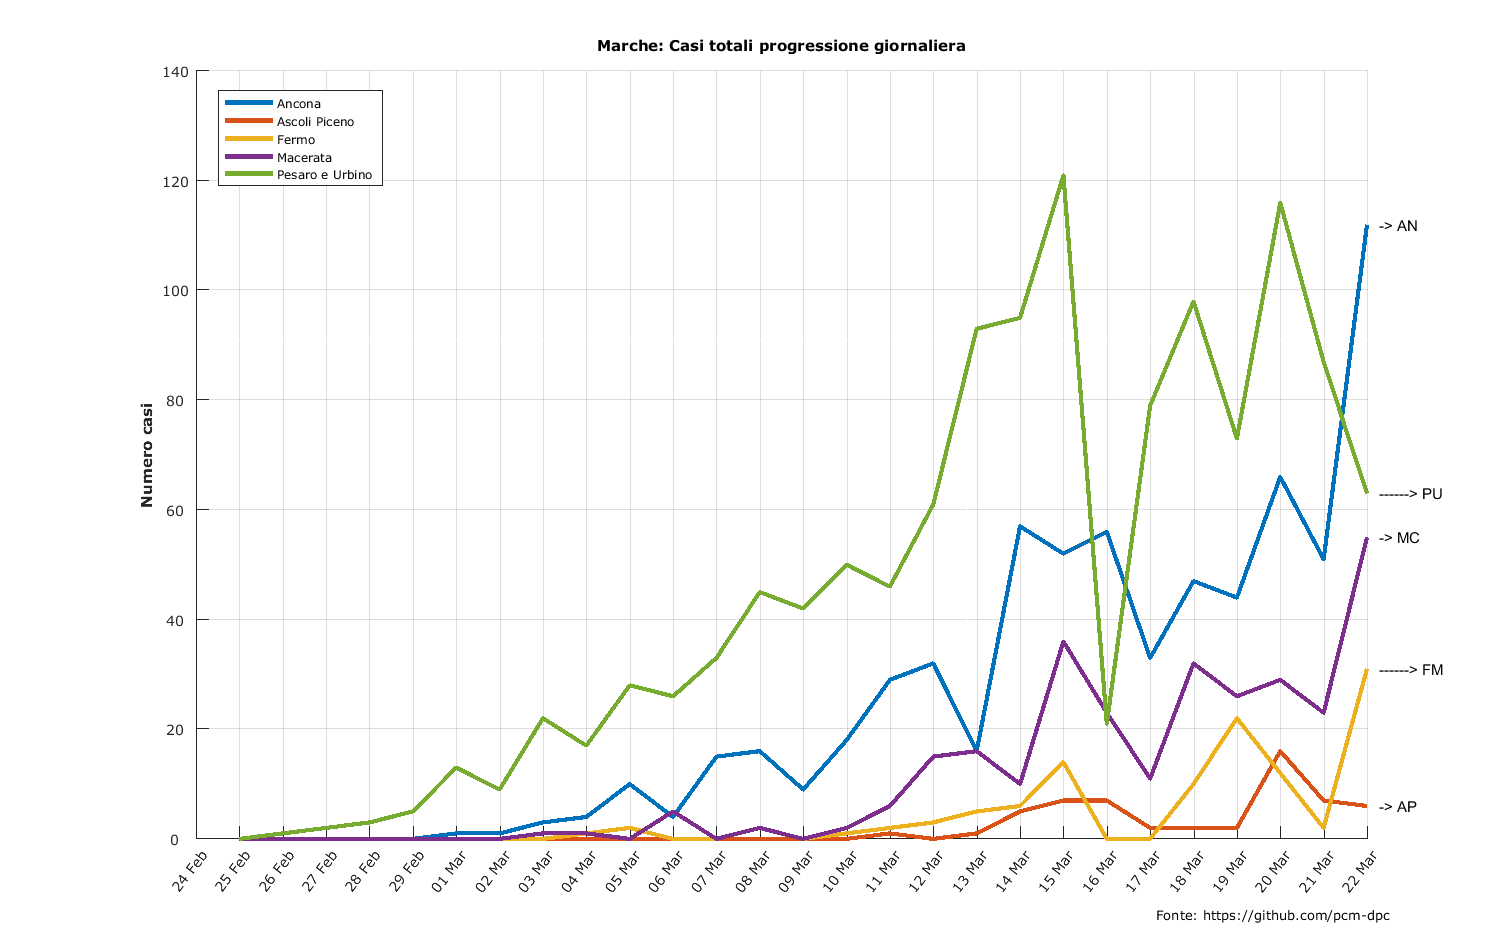 Marche: Casi totali progressione giornaliera
Numero casi
140
120
100
80
60
40
20
0
Ancona
Ascoli Piceno
Fermo
Macerata
Pesaro e Urbino
-> AN
------> PU
-> MC
------> FM
-> AP
24 Feb
25 Feb
26 Feb
27 Feb
28 Feb
29 Feb
01 Mar
02 Mar
03 Mar
04 Mar
05 Mar
06 Mar
07 Mar
08 Mar
09 Mar
10 Mar
11 Mar
12 Mar
13 Mar
14 Mar
15 Mar
16 Mar
17 Mar
18 Mar
19 Mar
20 Mar
21 Mar
22 Mar
Fonte: https://github.com/pcm-dpc